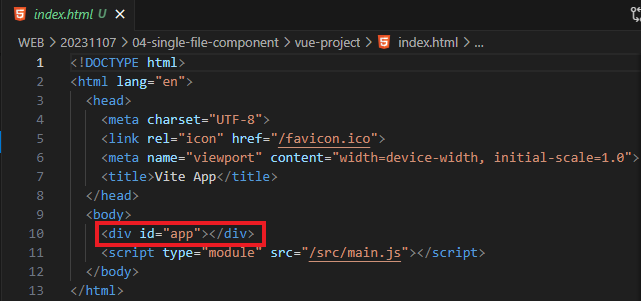 index.html U
WEB > 20231107 > 04-single-file-component > vue-project > index.html > ...
1 <!DOCTYPE html>
2 <html lang="en">
3 <head>
4 <meta charset="UTF-8">
5 <link rel="icon" href="/favicon.ico">
6 <meta name="viewport" content="width=device-width, initial-scale=1.0">
7 <title>Vite App</title>
8 </head>
9 <body>
10 <div id="app"></div>
11 <script type="module" src="/src/main.js"></script>
12 </body>
13 </html>